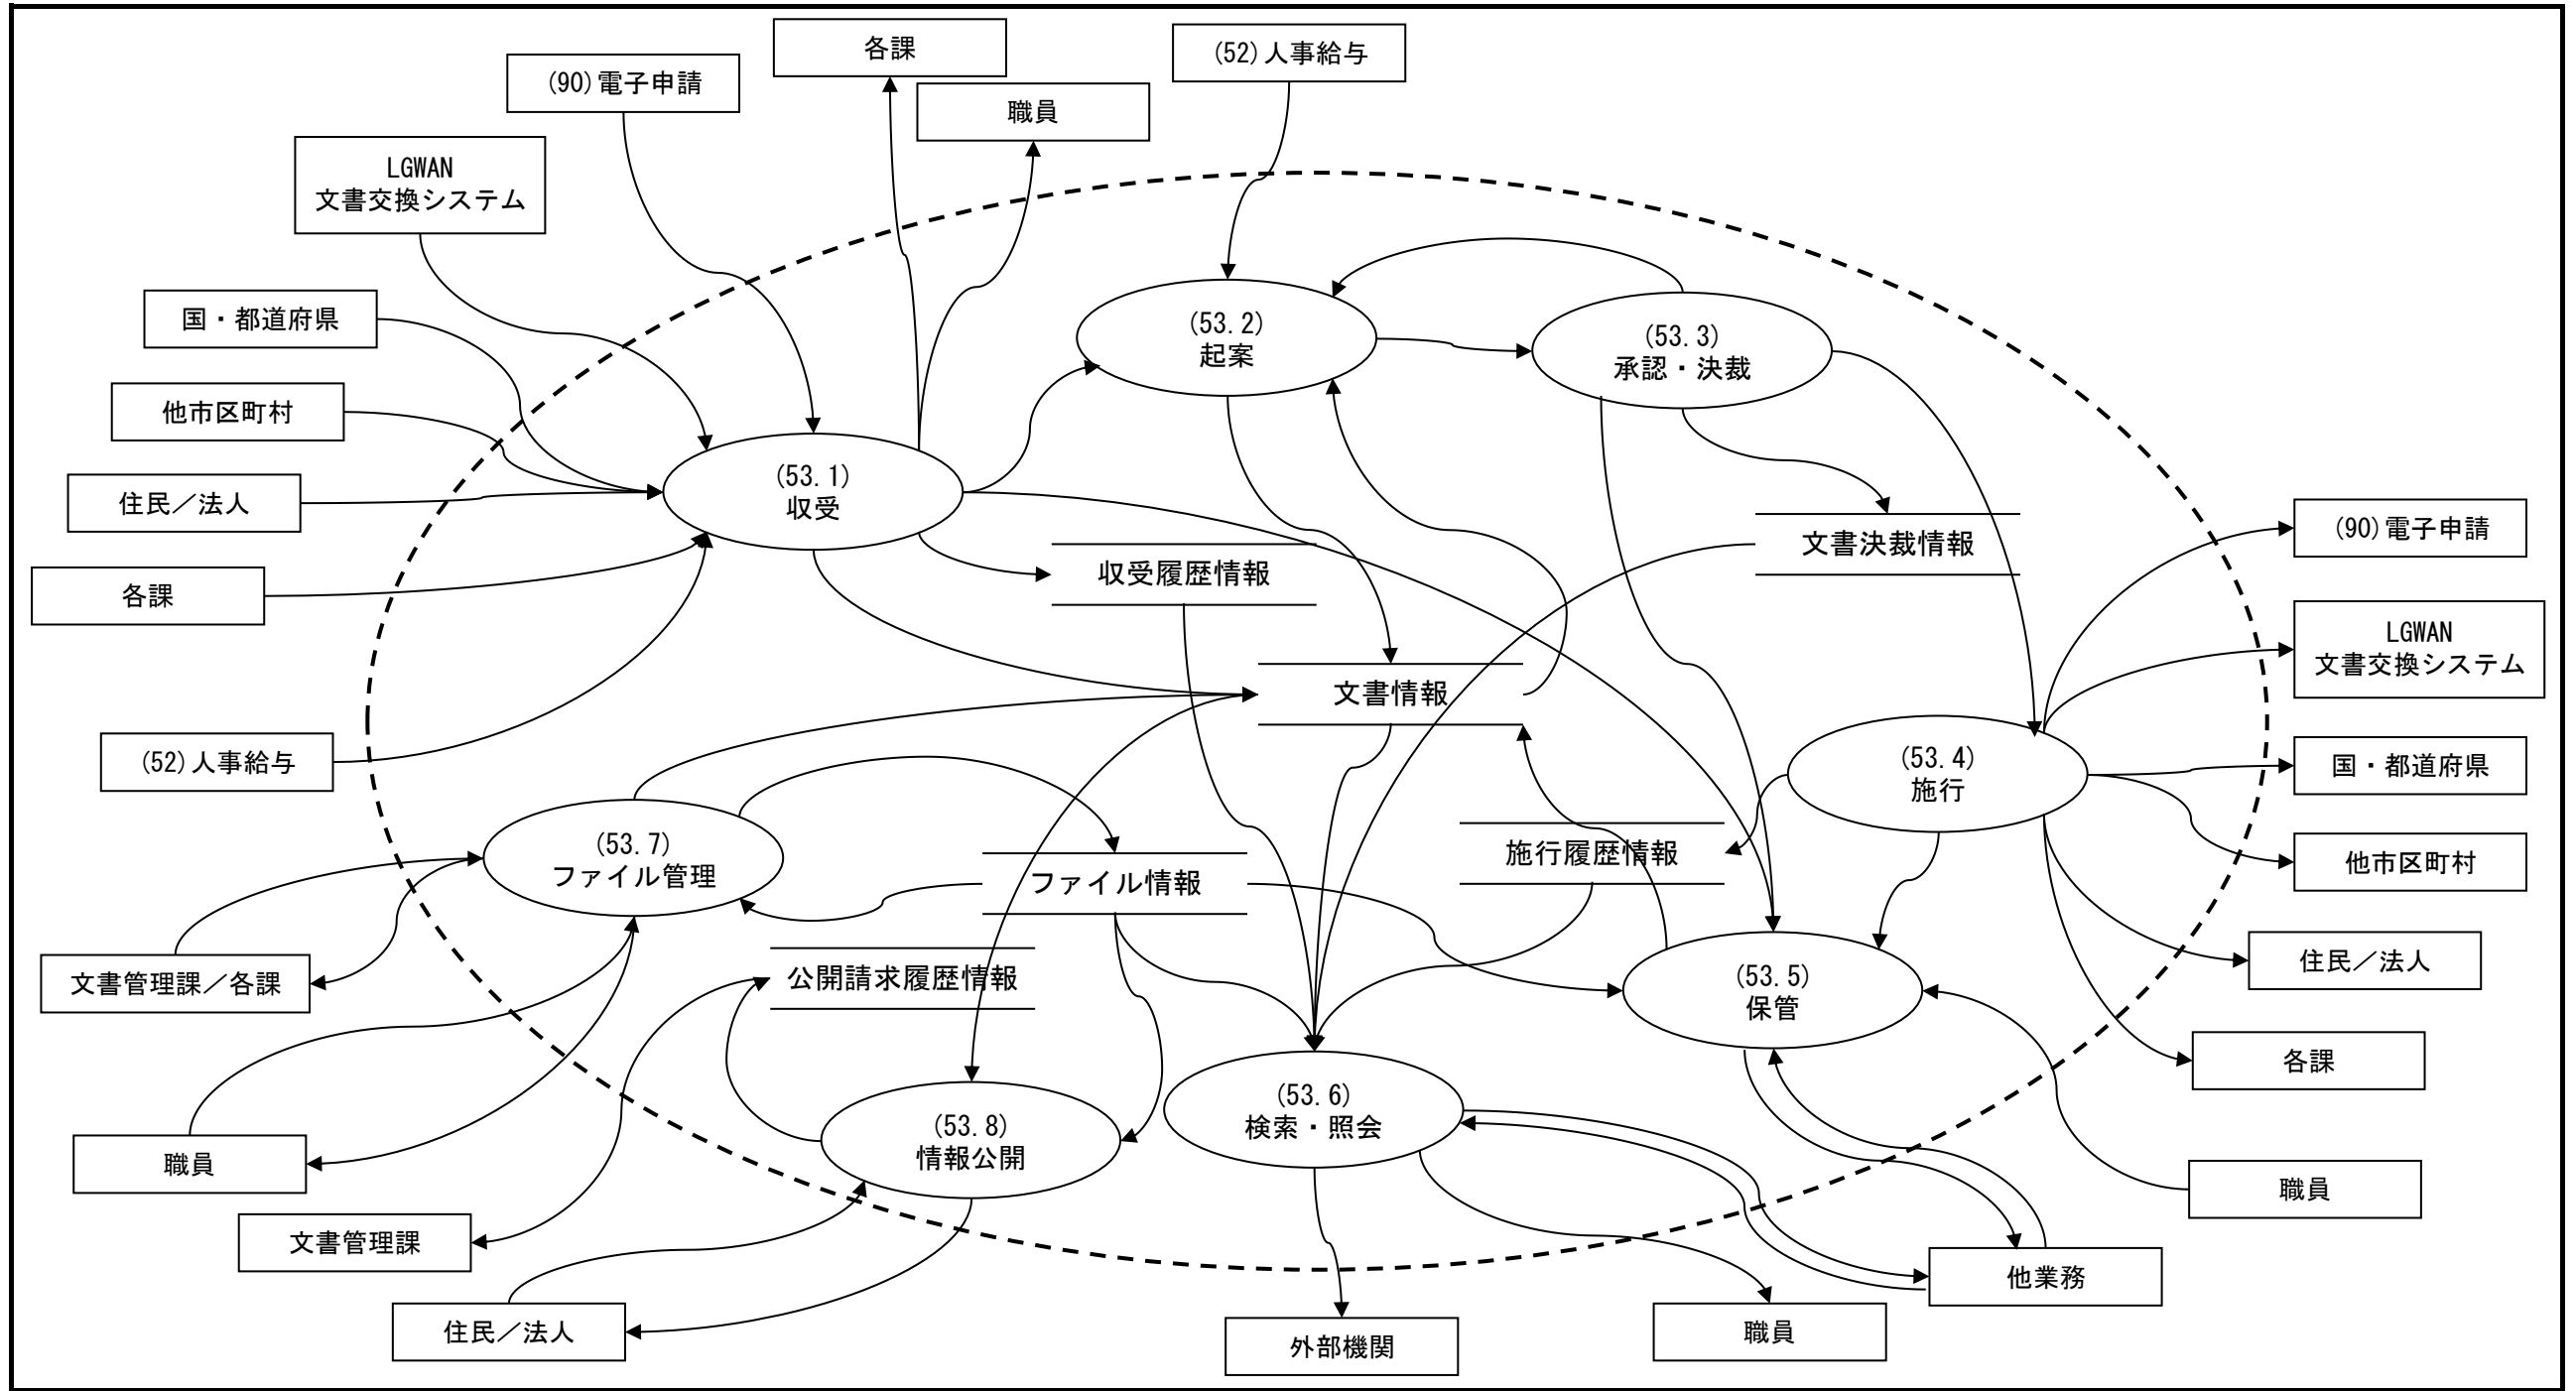 各課
(52)人事給与
(90)電子申請
職員
LGWAN
文書交換システム
国・都道府県
(53.2)
起案
(53.3)
承認・決裁
他市区町村
(53.1)
収受
住民／法人
(90)電子申請
文書決裁情報
収受履歴情報
各課
LGWAN
文書交換システム
文書情報
(52)人事給与
(53.4)
施行
国・都道府県
(53.7)
ファイル管理
施行履歴情報
他市区町村
ファイル情報
住民／法人
文書管理課／各課
公開請求履歴情報
(53.5)
保管
各課
(53.6)
検索・照会
(53.8)
情報公開
職員
職員
文書管理課
他業務
住民／法人
職員
外部機関